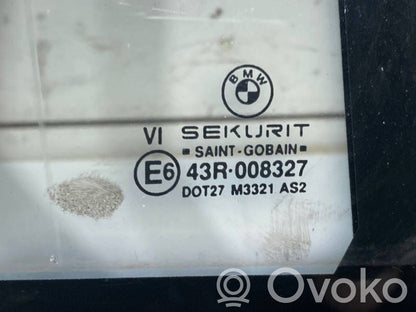 BMW
VI SEKURIT
SAINT-GOBAIN
E6 43R-008327
DOT27 M3321 AS2
Ovoko